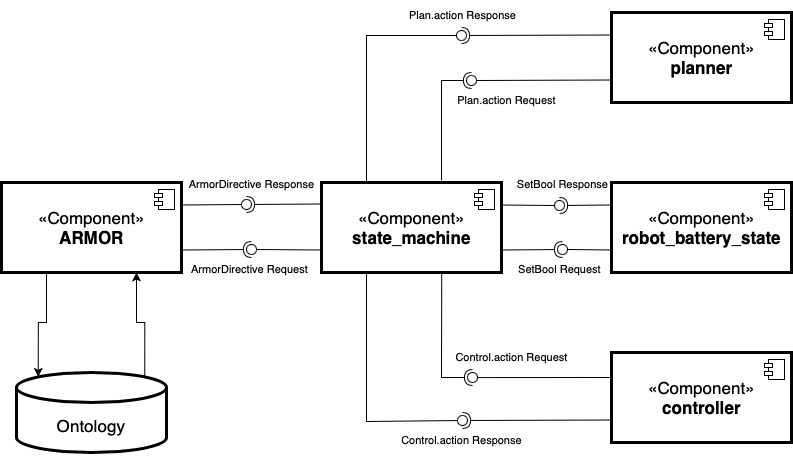 Plan.action Response
«Component»
planner
Plan.action Request
ArmorDirective Response
SetBool Response
«Component»
ARMOR
«Component»
state_machine
«Component»
robot_battery_state
ArmorDirective Request
SetBool Request
Control.action Request
«Component»
controller
Control.action Response
Ontology